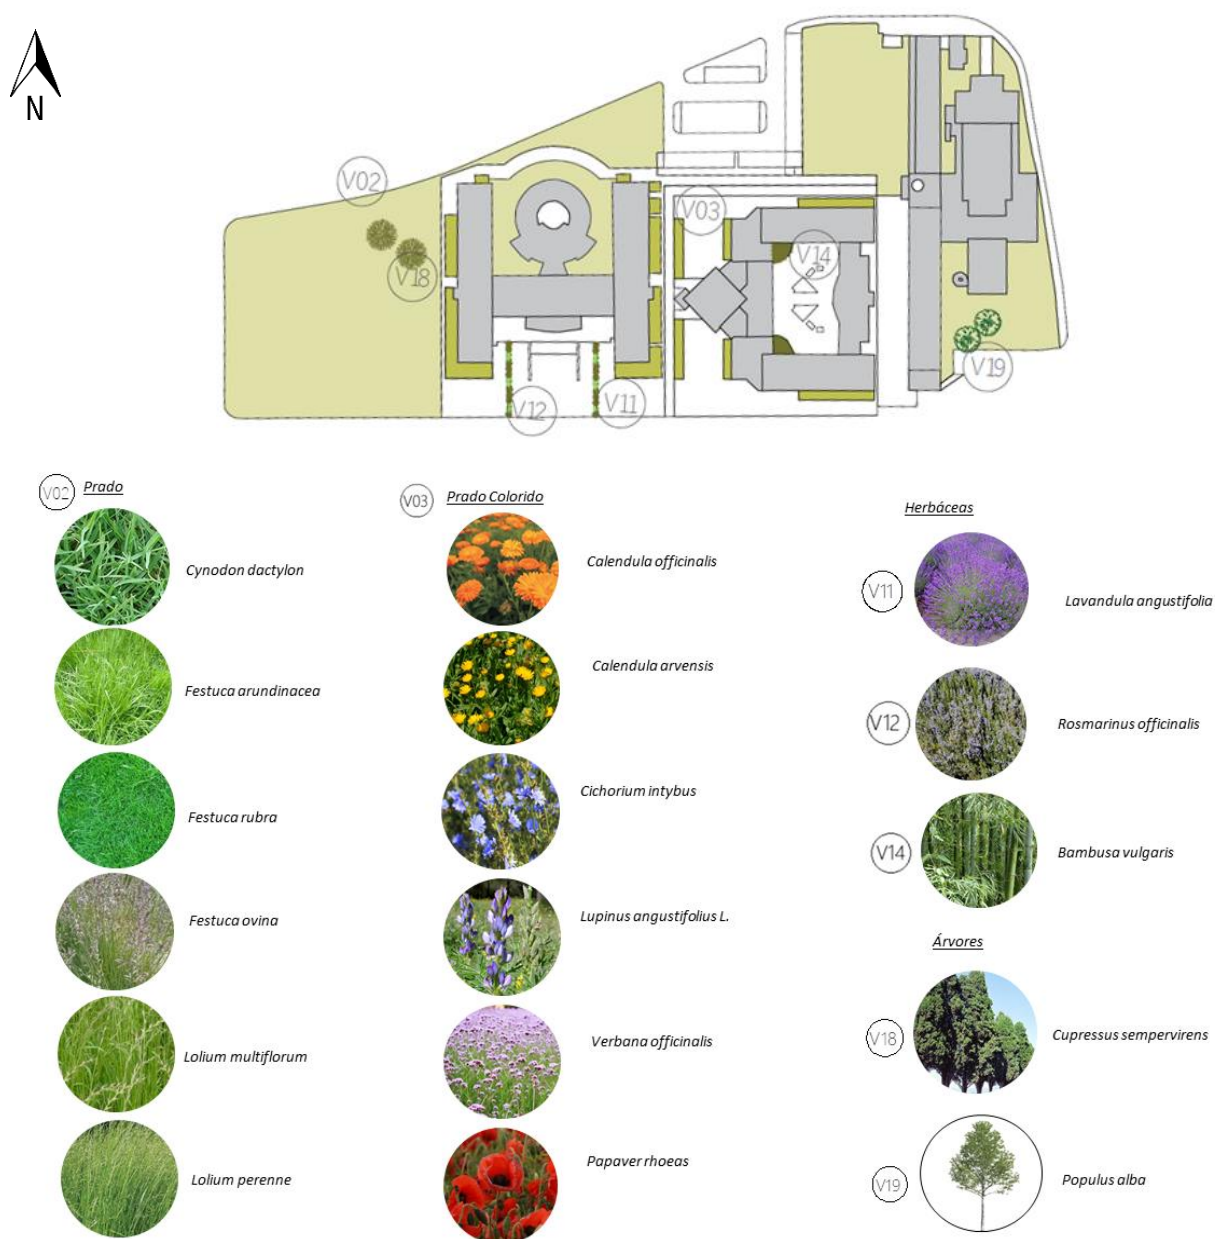 N
V02
V03
V18
V14
V19
V12
V11
V02 Prado
Cynodon dactylon
Festuca arundinacea
Festuca rubra
Festuca ovina
Lolium multiflorum
Lolium perenne
V03 Prado Colorido
Calendula officinalis
Calendula arvensis
Cichorium intybus
Lupinus angustifolius L.
Verbana officinalis
Papaver rhoeas
Herbáceas
V11 Lavandula angustifolia
V12 Rosmarinus officinalis
V14 Bambusa vulgaris
Árvores
V18 Cupressus sempervirens
V19 Populus alba